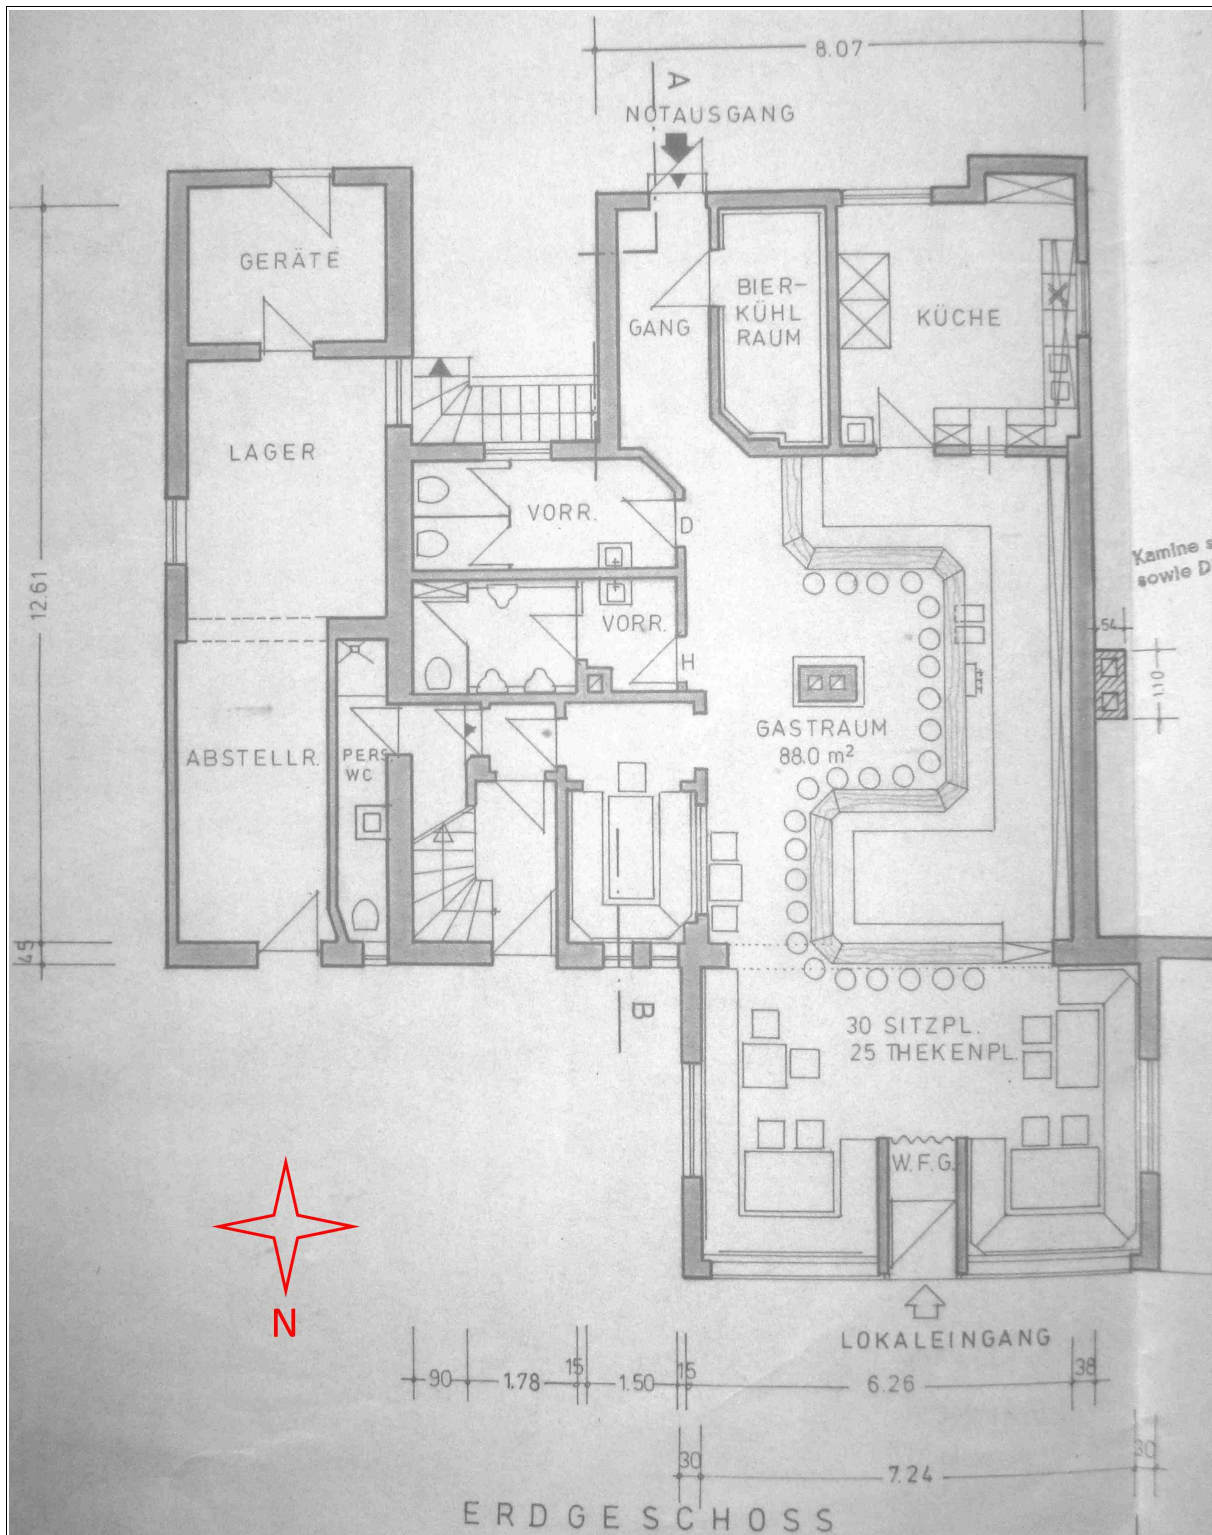 8.07
A
NOTAUSGANG
GERÄTE
BIER-
KÜHL
RAUM
GANG
KÜCHE
LAGER
VORR.
D
Kamine s
sowie D
12.61
VORR.
H
54
110
GASTRAUM
88.0 m²
ABSTELLR.
PERS.
WC
45
B
30 SITZPL.
25 THEKENPL.
W.F.G.
N
LOKALEINGANG
90
1.78
15
1.50
15
6.26
38
30
7.24
30
ERDGESCHOSS